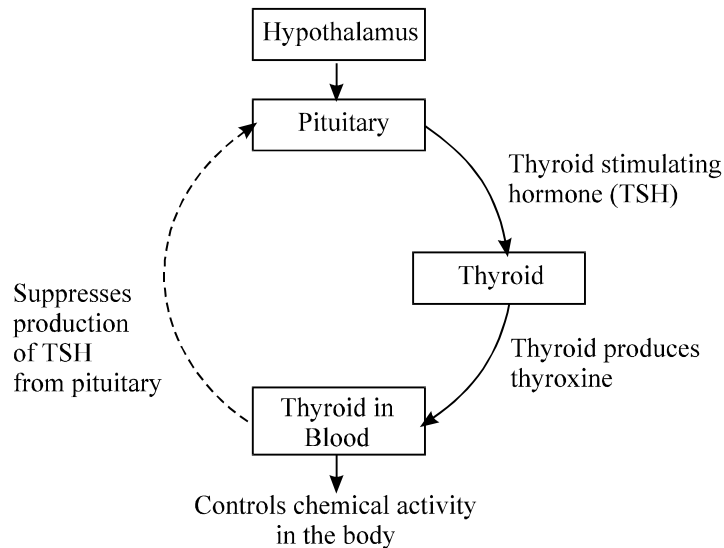 Hypothalamus
Pituitary
Thyroid stimulating
hormone (TSH)
Thyroid
Suppresses
production
of TSH
from pituitary
Thyroid produces
thyroxine
Thyroid in
Blood
Controls chemical activity
in the body